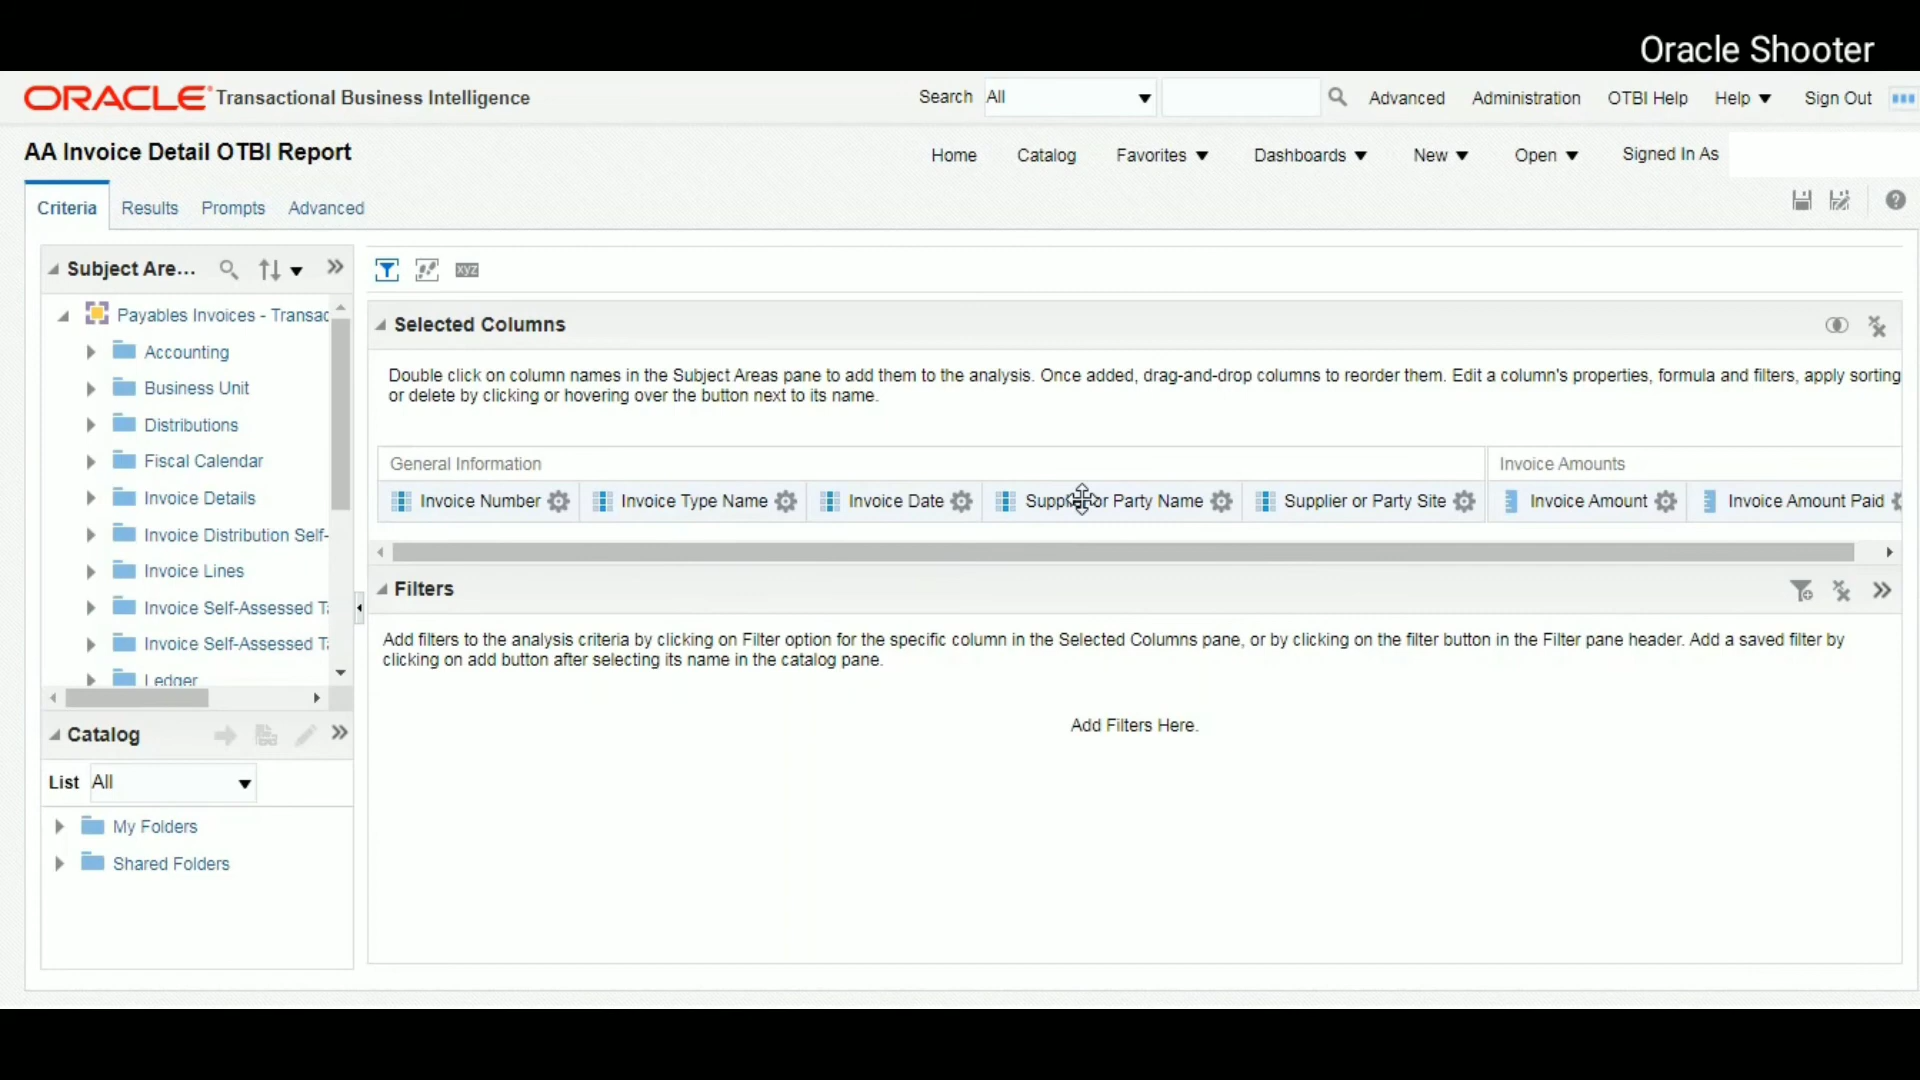 Oracle Shooter
ORACLE Transactional Business Intelligence
Search All Advanced Administration OTBI Help Help Sign Out
AA Invoice Detail OTBI Report
Home Catalog Favorites Dashboards New Open Signed In As
Criteria Results Prompts Advanced
Subject Are...
xyz
Payables Invoices - Transac
Accounting
Business Unit
Distributions
Fiscal Calendar
Invoice Details
Invoice Distribution Self-
Invoice Lines
Invoice Self-Assessed Ta
Invoice Self-Assessed Ta
Ledger
Catalog
List All
My Folders
Shared Folders
Selected Columns
Double click on column names in the Subject Areas pane to add them to the analysis. Once added, drag-and-drop columns to reorder them. Edit a column's properties, formula and filters, apply sorting
or delete by clicking or hovering over the button next to its name.
General Information Invoice Amounts
Invoice Number Invoice Type Name Invoice Date Supplier or Party Name Supplier or Party Site Invoice Amount Invoice Amount Paid
Filters
Add filters to the analysis criteria by clicking on Filter option for the specific column in the Selected Columns pane, or by clicking on the filter button in the Filter pane header. Add a saved filter by
clicking on add button after selecting its name in the catalog pane.
Add Filters Here.